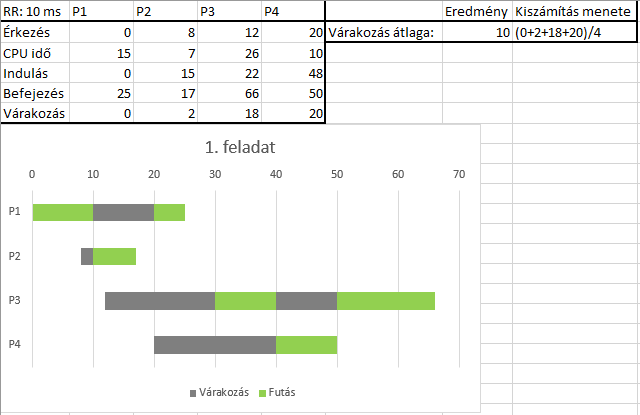 RR: 10 ms P1 P2 P3 P4 Eredmény Kiszámítás menete
Érkezés 0 8 12 20 Várakozás átlaga: 10 (0+2+18+20)/4
CPU idő 15 7 26 10
Indulás 0 15 22 48
Befejezés 25 17 66 50
Várakozás 0 2 18 20
1. feladat
0 10 20 30 40 50 60 70
P1
P2
P3
P4
Várakozás Futás